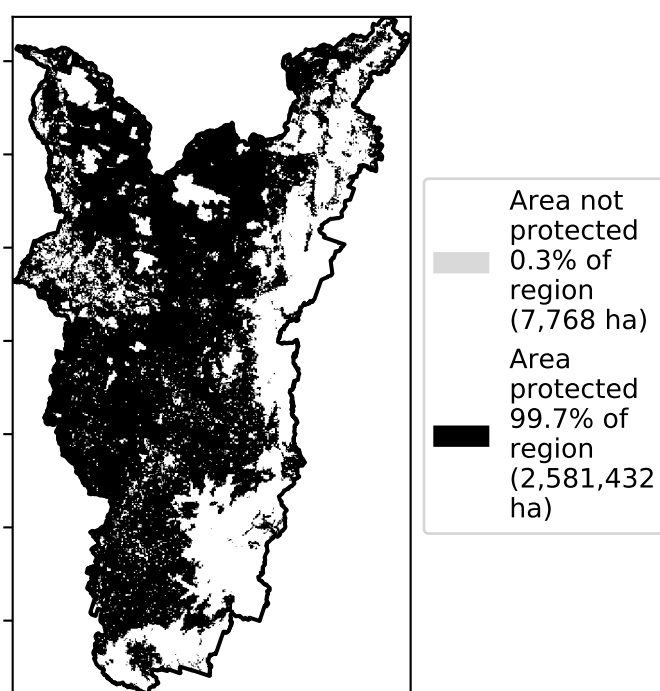 Area not
protected
0.3% of
region
(7,768 ha)
Area
protected
99.7% of
region
(2,581,432
ha)